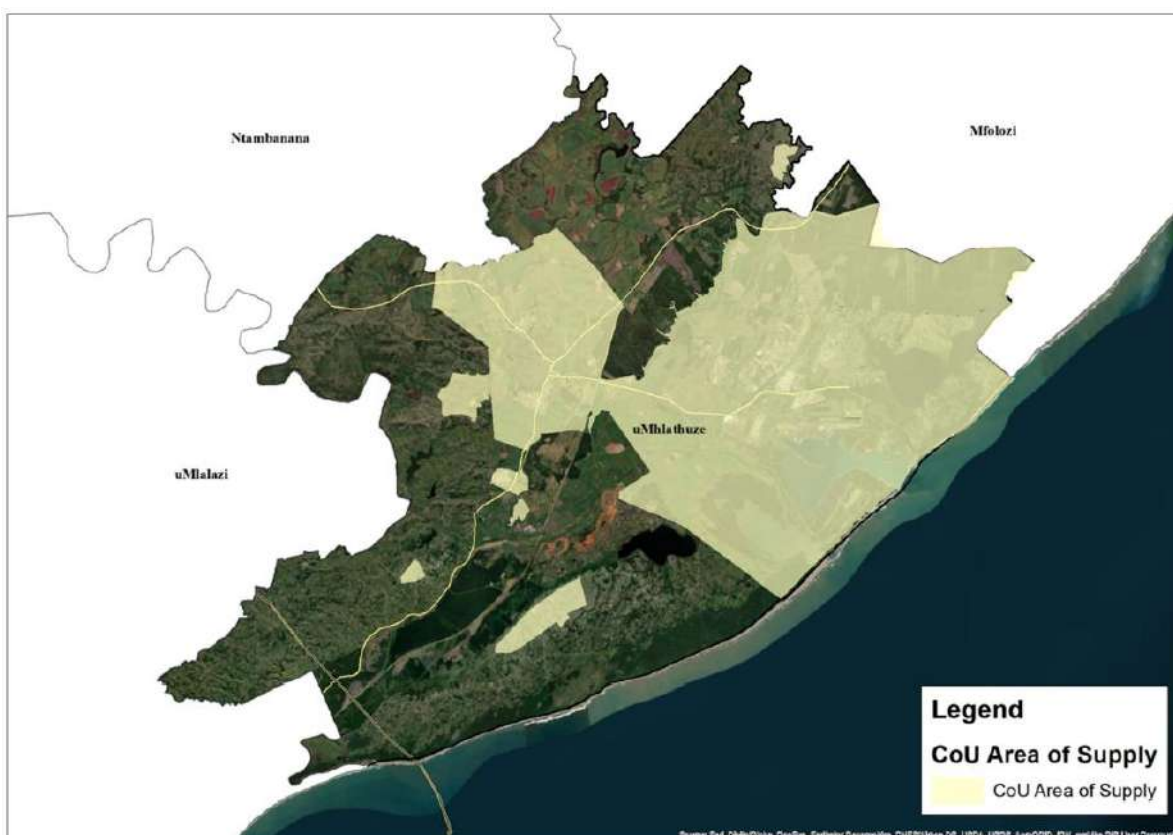 Ntambanana
Mfolozi
uMhlathuze
uMlalazi
Legend
CoU Area of Supply
CoU Area of Supply